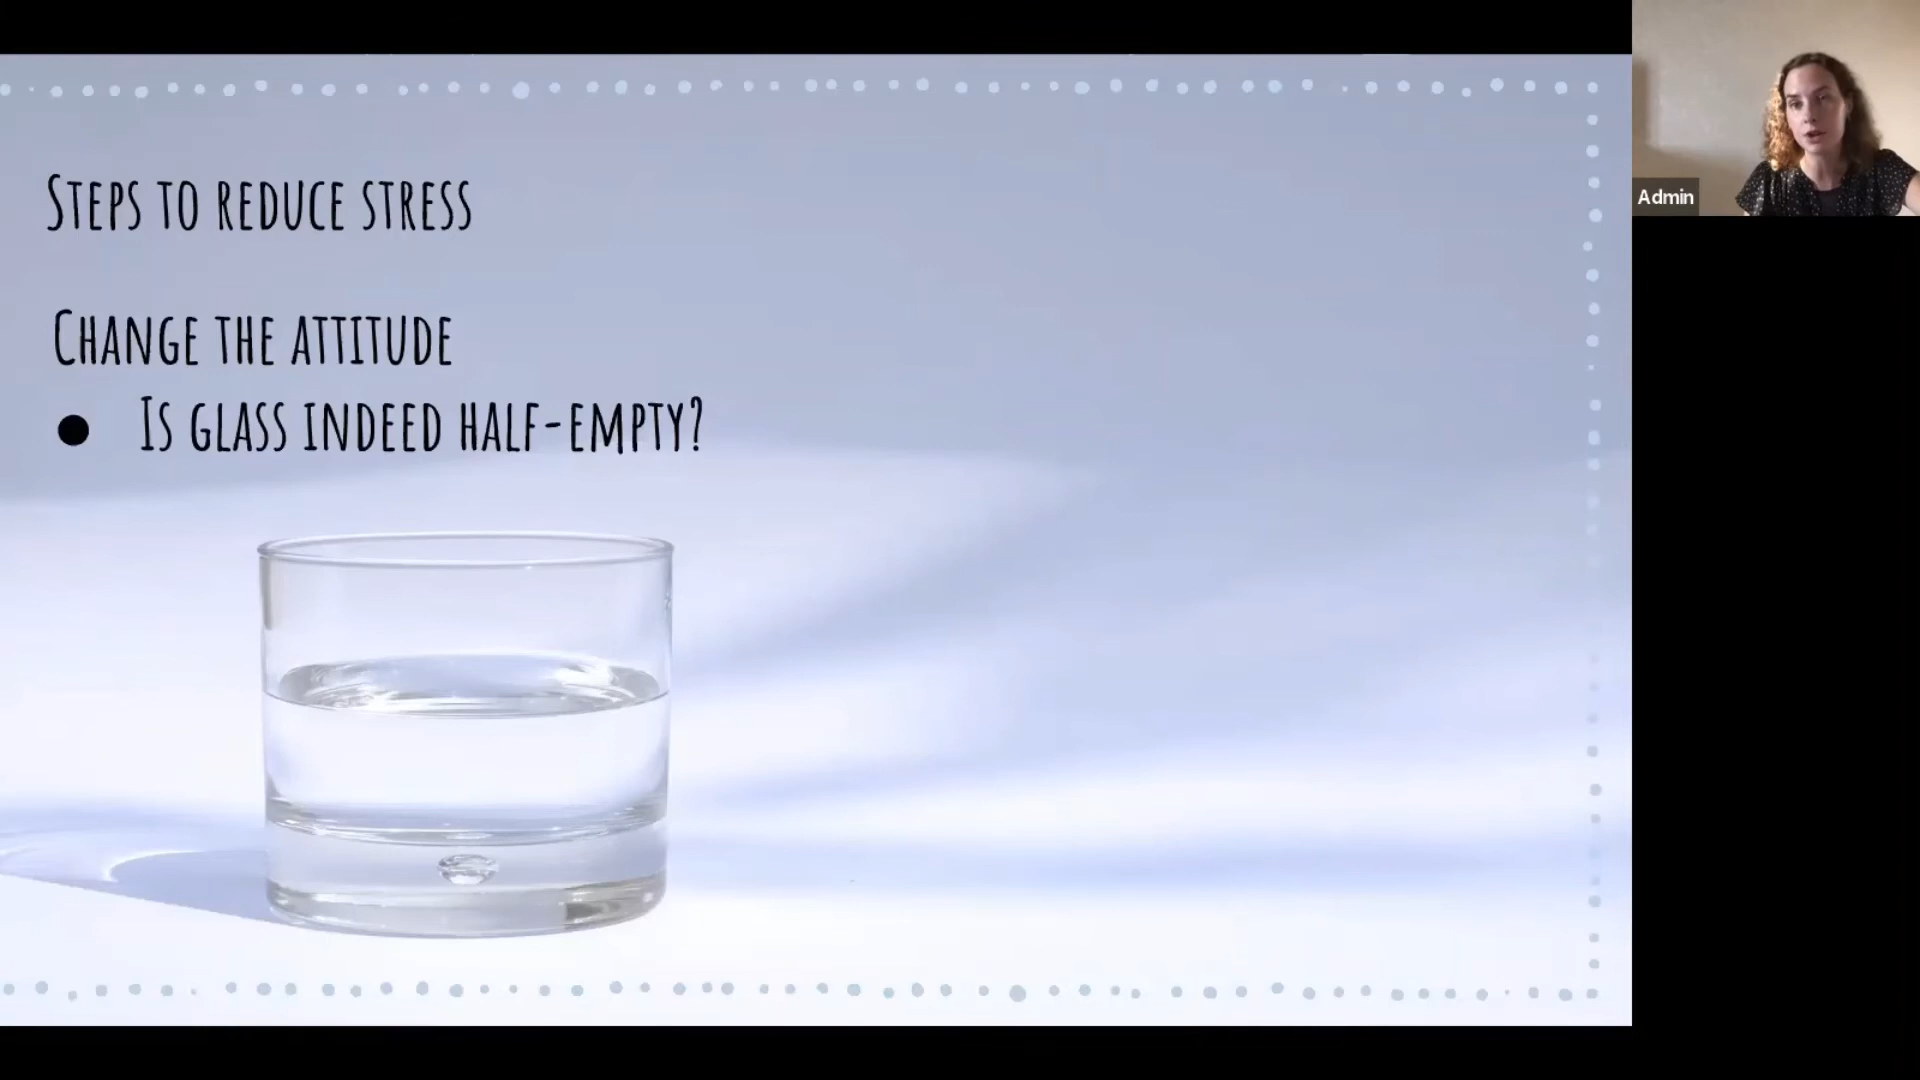 Steps to reduce stress
Change the attitude
● Is glass indeed half-empty?
Admin